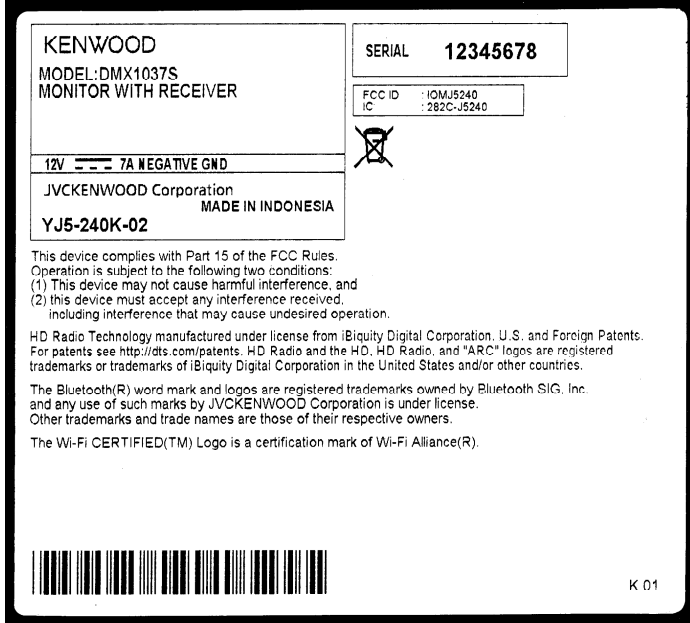 KENWOOD
MODEL:DMX1037S
MONITOR WITH RECEIVER
12V 7A NEGATIVE GND
JVCKENWOOD Corporation
MADE IN INDONESIA
YJ5-240K-02
SERIAL 12345678
FCC ID : IOMJ5240
IC : 282C-J5240
This device complies with Part 15 of the FCC Rules.
Operation is subject to the following two conditions:
(1) This device may not cause harmful interference, and
(2) this device must accept any interference received,
including interference that may cause undesired operation.
HD Radio Technology manufactured under license from iBiquity Digital Corporation. U.S. and Foreign Patents.
For patents see http://dts.com/patents. HD Radio and the HD, HD Radio, and "ARC" logos are registered
trademarks or trademarks of iBiquity Digital Corporation in the United States and/or other countries.
The Bluetooth(R) word mark and logos are registered trademarks owned by Bluetooth SIG, Inc.
and any use of such marks by JVCKENWOOD Corporation is under license.
Other trademarks and trade names are those of their respective owners.
The Wi-Fi CERTIFIED(TM) Logo is a certification mark of Wi-Fi Alliance(R).
K 01